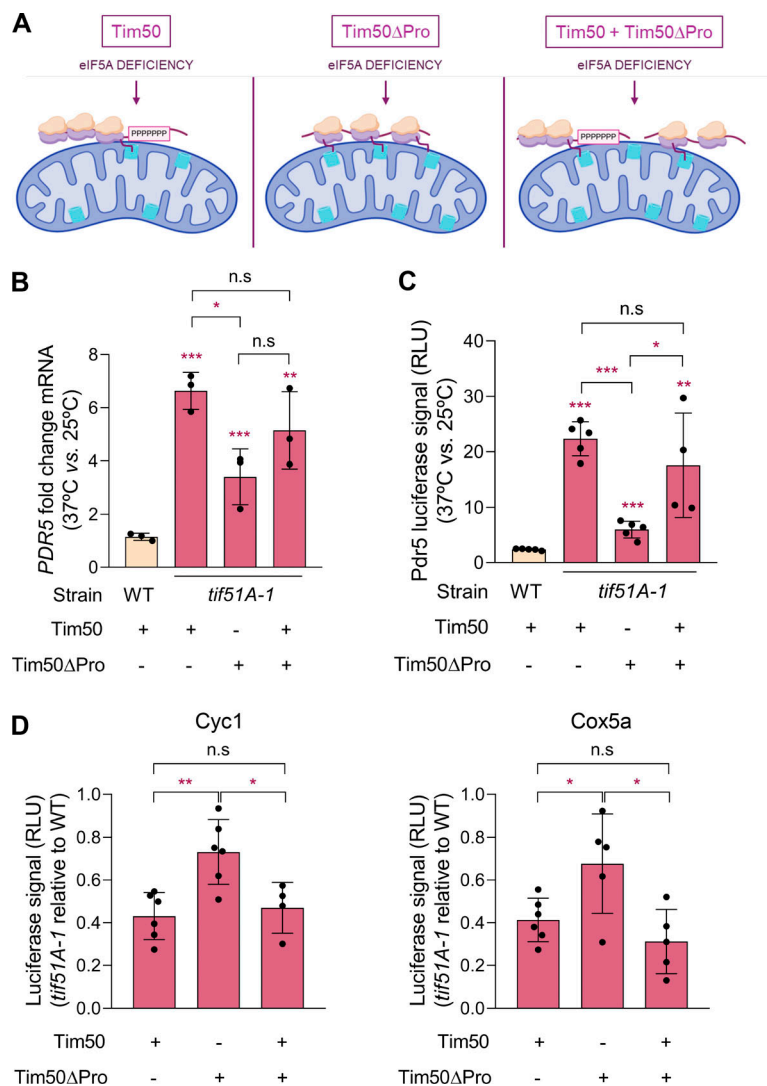 A
Tim50
Tim50ΔPro
Tim50 + Tim50ΔPro
eIF5A DEFICIENCY
eIF5A DEFICIENCY
eIF5A DEFICIENCY
PPPPPPP
PPPPPPP
B
n.s
*
n.s
***
***
**
8
6
4
2
0
PDR5 fold change mRNA
(37ºC vs. 25ºC)
Strain WT tif51A-1
Tim50 + + - +
Tim50ΔPro - - + +
C
n.s
***
*
***
***
**
40
30
20
10
0
Pdr5 luciferase signal (RLU)
(37ºC vs. 25ºC)
Strain WT tif51A-1
Tim50 + + - +
Tim50ΔPro - - + +
D
Cyc1
n.s
**
*
1.0
0.8
0.6
0.4
0.2
0.0
Luciferase signal (RLU)
(tif51A-1 relative to WT)
Tim50 + - +
Tim50ΔPro - + +
Cox5a
n.s
*
*
1.0
0.8
0.6
0.4
0.2
0.0
Luciferase signal (RLU)
(tif51A-1 relative to WT)
Tim50 + - +
Tim50ΔPro - + +